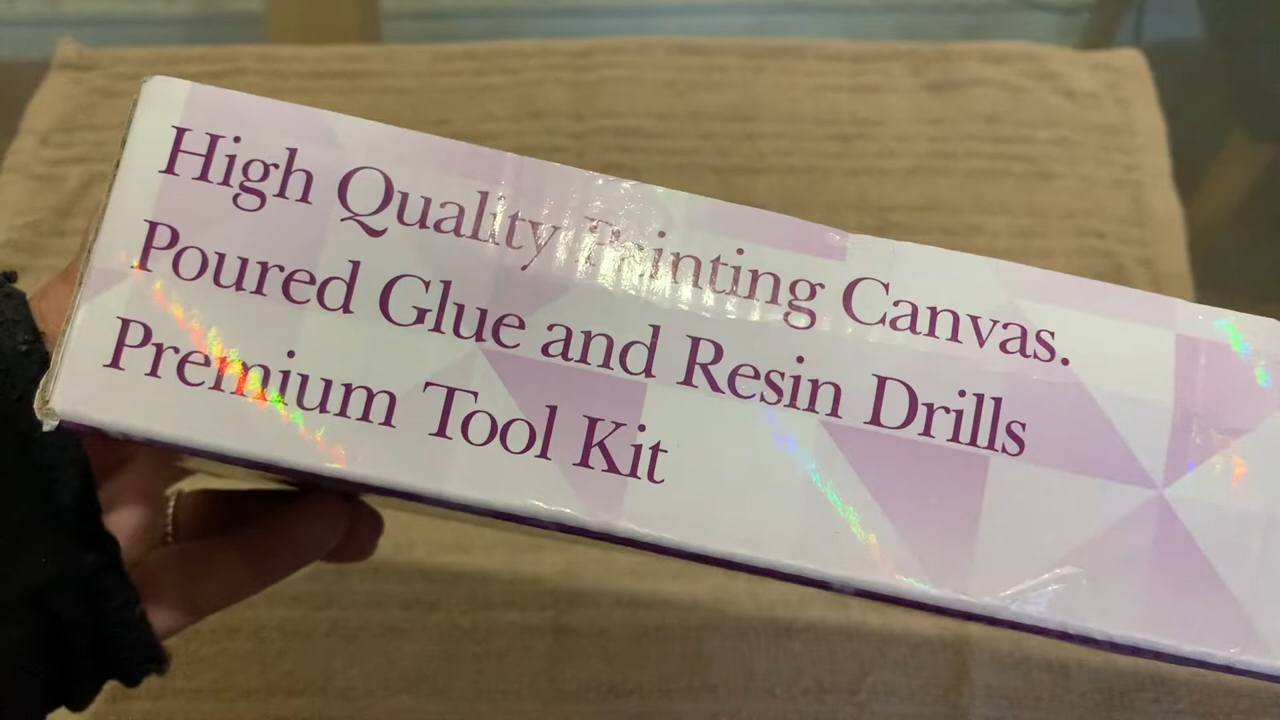 High Quality Painting Canvas.
Poured Glue and Resin Drills
Premium Tool Kit